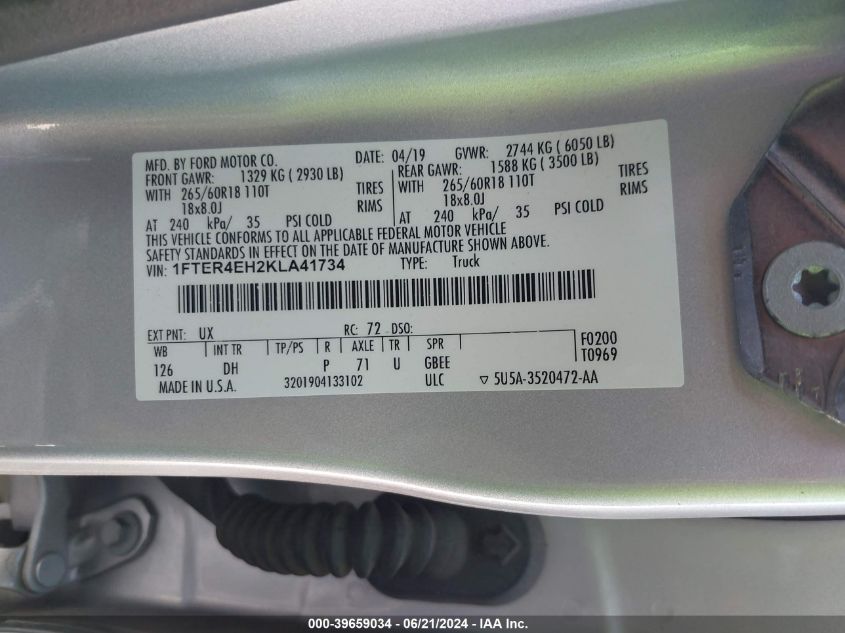 MFD. BY FORD MOTOR CO. DATE: 04/19 GVWR: 2744 KG ( 6050 LB)
FRONT GAWR: 1329 KG ( 2930 LB) REAR GAWR: 1588 KG ( 3500 LB)
WITH 265/60R18 110T TIRES WITH 265/60R18 110T TIRES
18x8.0J RIMS 18x8.0J RIMS
AT 240 kPa/ 35 PSI COLD AT 240 kPa/ 35 PSI COLD
THIS VEHICLE CONFORMS TO ALL APPLICABLE FEDERAL MOTOR VEHICLE
SAFETY STANDARDS IN EFFECT ON THE DATE OF MANUFACTURE SHOWN ABOVE.
VIN: 1FTER4EH2KLA41734 TYPE: Truck
EXT PNT: UX RC: 72 DSO: F0200
WB INT TR TP/PS R AXLE TR SPR T0969
126 DH P 71 U GBEE
MADE IN U.S.A. 3201904133102 ULC ▽ 5U5A-3520472-AA
000-39659034 - 06/21/2024 - IAAI, Inc.